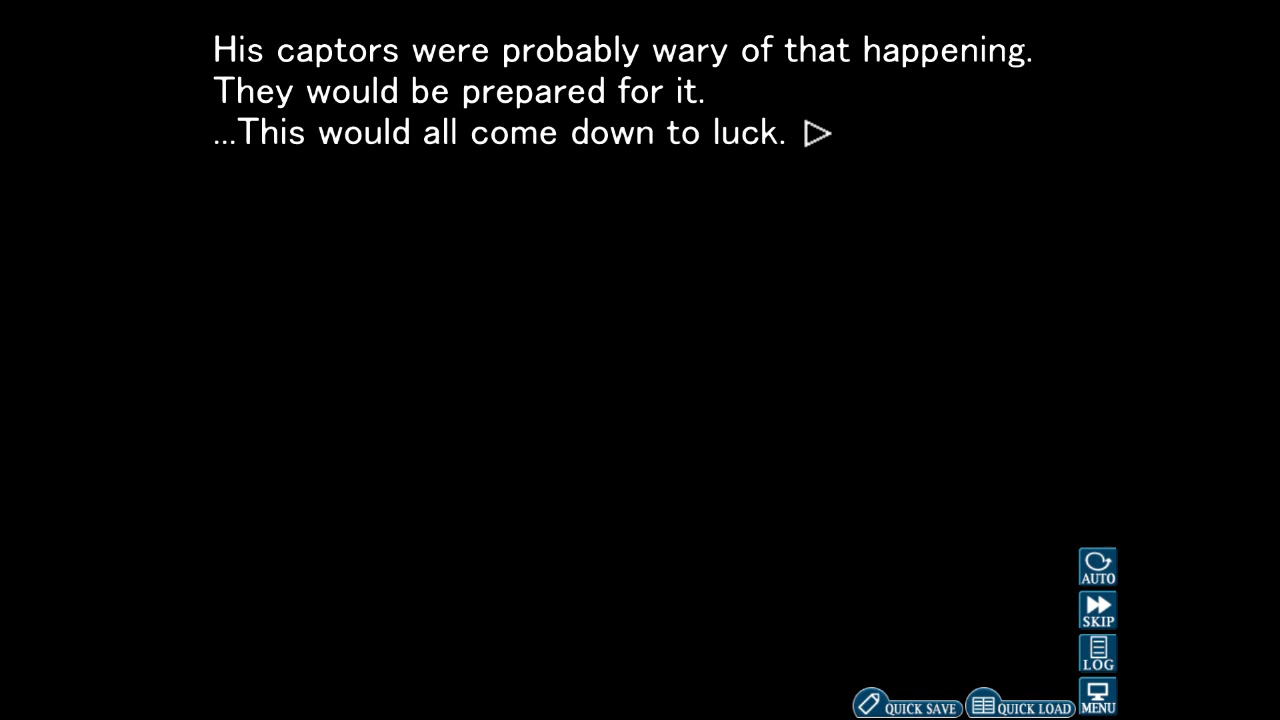 His captors were probably wary of that happening.
They would be prepared for it.
...This would all come down to luck.
AUTO
SKIP
LOG
QUICK SAVE
QUICK LOAD
MENU